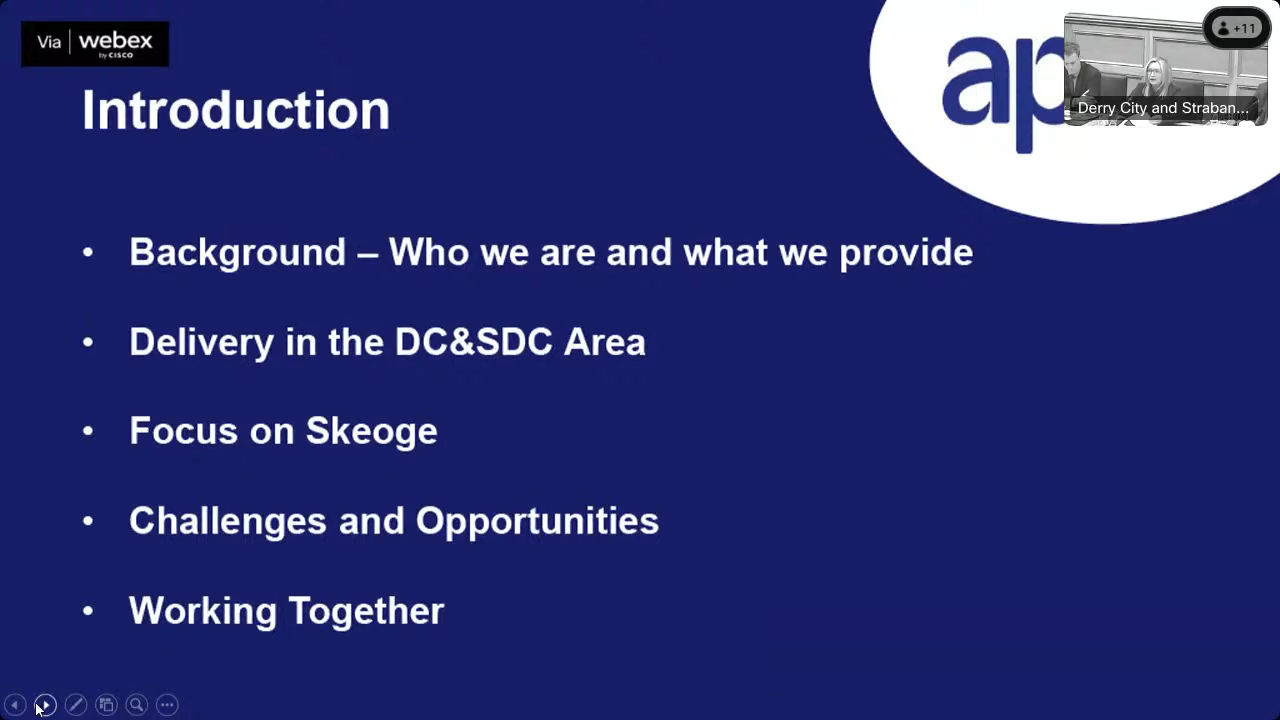 Via webex
by CISCO
+11
ap
Derry City and Straban...
Introduction
• Background – Who we are and what we provide
• Delivery in the DC&SDC Area
• Focus on Skeoge
• Challenges and Opportunities
• Working Together